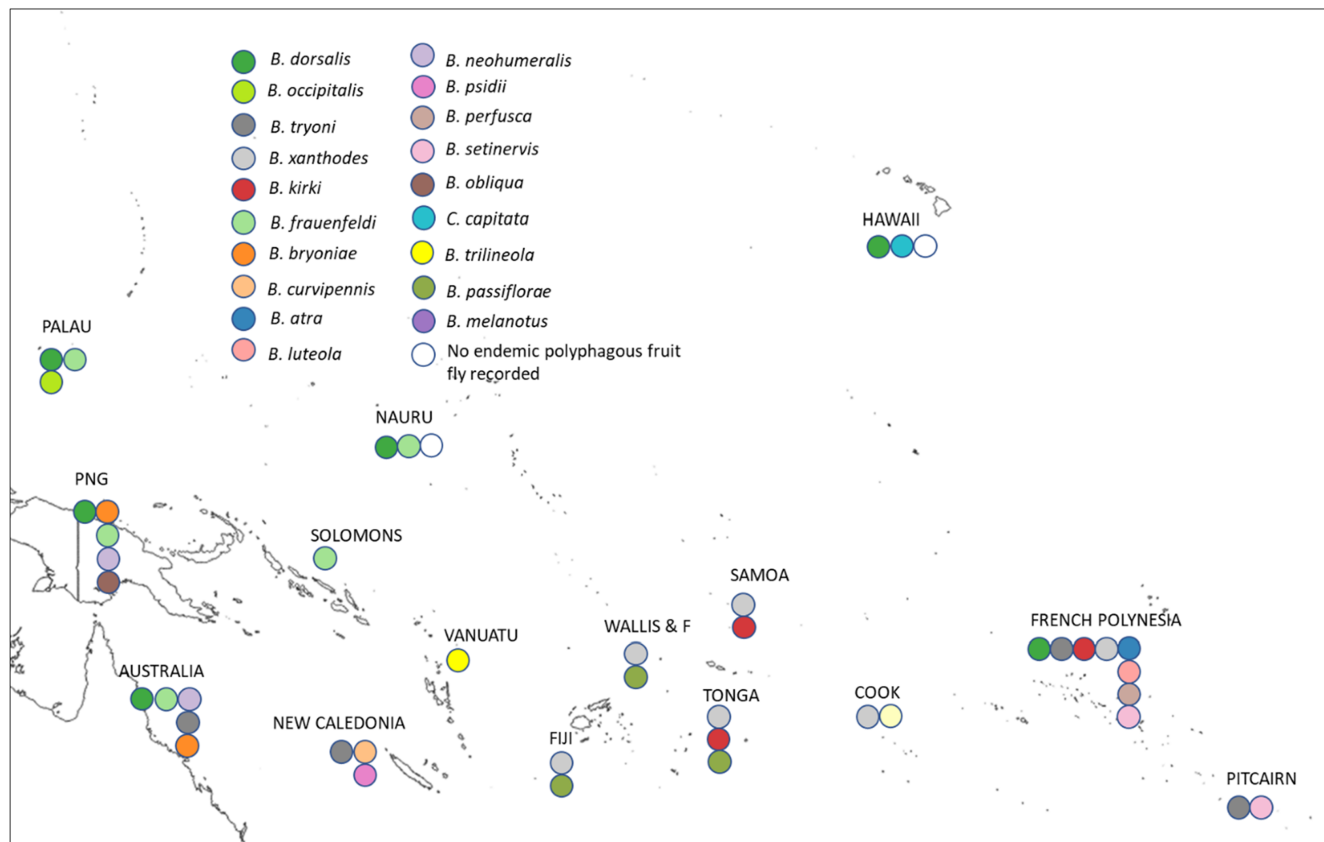 B. dorsalis
B. occipitalis
B. tryoni
B. xanthodes
B. kirki
B. frauenfeldi
B. bryoniae
B. curvipennis
B. atra
B. luteola
B. neohumeralis
B. psidii
B. perfusca
B. setinervis
B. obliqua
C. capitata
B. trilineola
B. passiflorae
B. melanotus
No endemic polyphagous fruit
fly recorded
HAWAII
PALAU
NAURU
PNG
SOLOMONS
SAMOA
FRENCH POLYNESIA
WALLIS & F
VANUATU
AUSTRALIA
TONGA
COOK
NEW CALEDONIA
FIJI
PITCAIRN